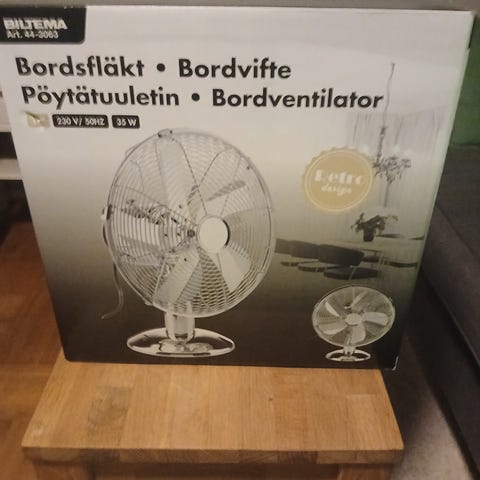 BILTEMA
Art. 44-3063
Bordsfläkt • Bordvifte
Pöytätuuletin • Bordventilator
230 V/ 50HZ 35 W
Retro
design